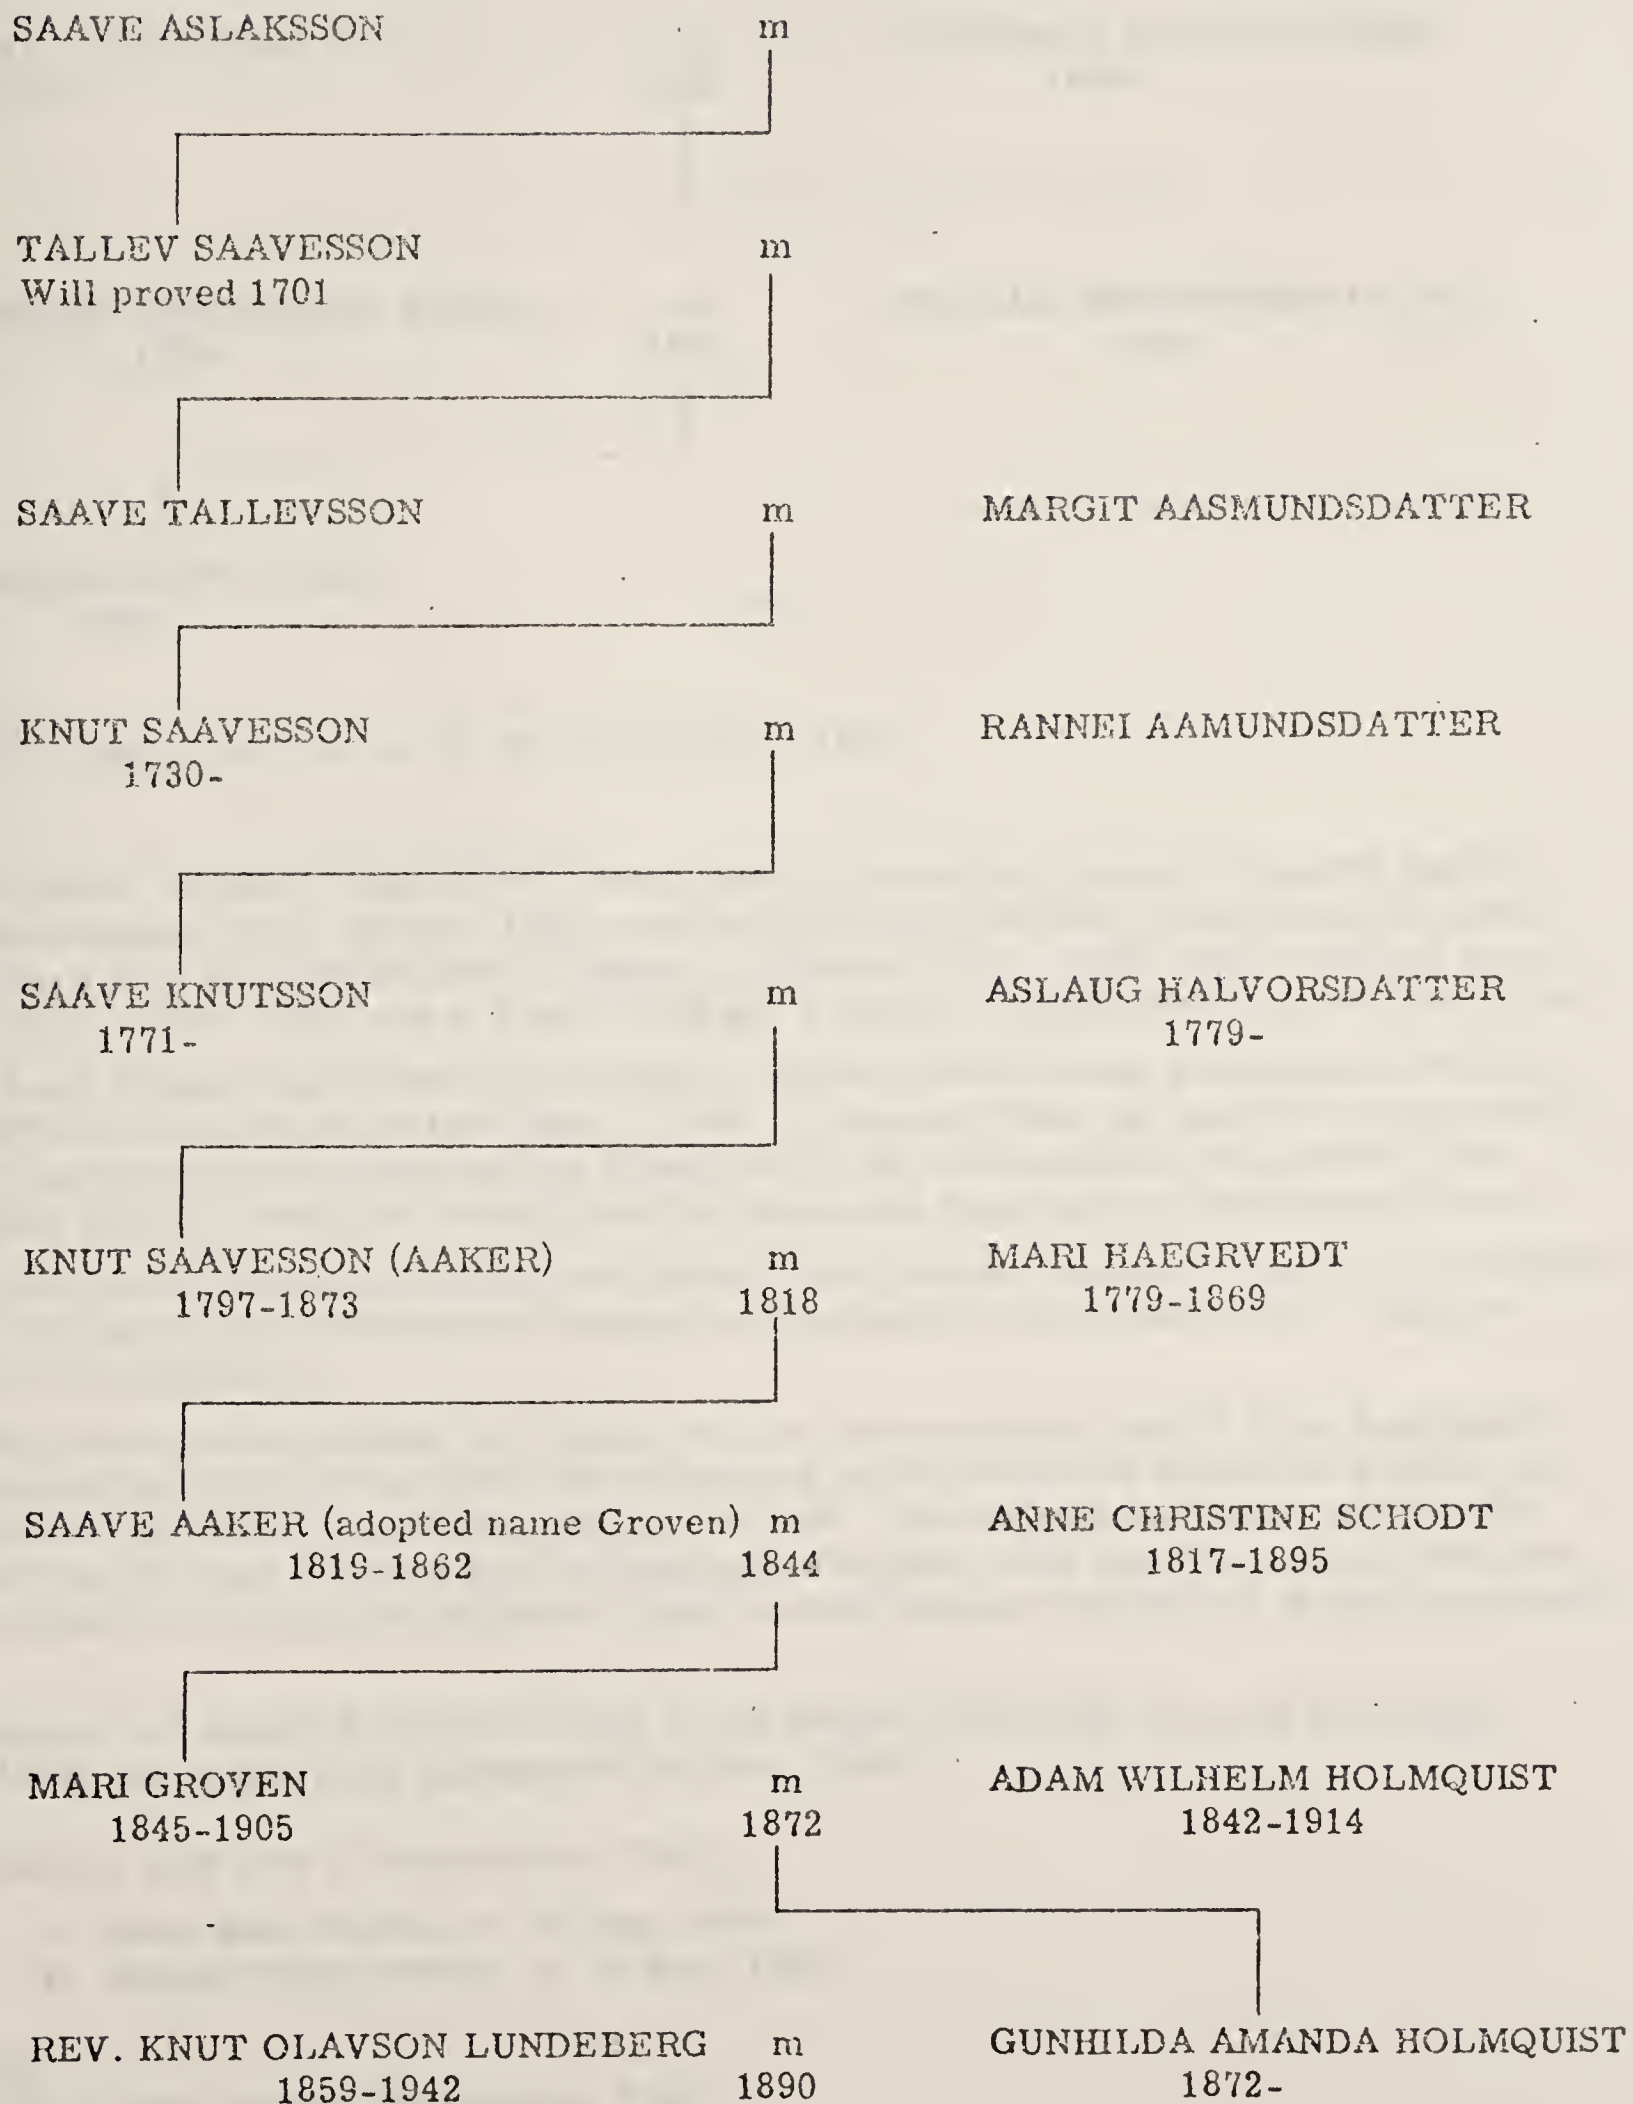 SAAVE ASLAKSSON m
TALLEV SAAVESSON m
Will proved 1701
SAAVE TALLEVSSON m MARGIT AASMUNDSDATTER
KNUT SAAVESSON m RANNEI AAMUNDSDATTER
1730-
SAAVE KNUTSSON m ASLAUG HALVORSDATTER
1771- 1779-
KNUT SAAVESSON (AAKER) m MARI HAEGRVEDT
1797-1873 1818 1779-1869
SAAVE AAKER (adopted name Groven) m ANNE CHRISTINE SCHODT
1819-1862 1844 1817-1895
MARI GROVEN m ADAM WILHELM HOLMQUIST
1845-1905 1872 1842-1914
REV. KNUT OLAVSON LUNDEBERG m GUNHILDA AMANDA HOLMQUIST
1859-1942 1890 1872-